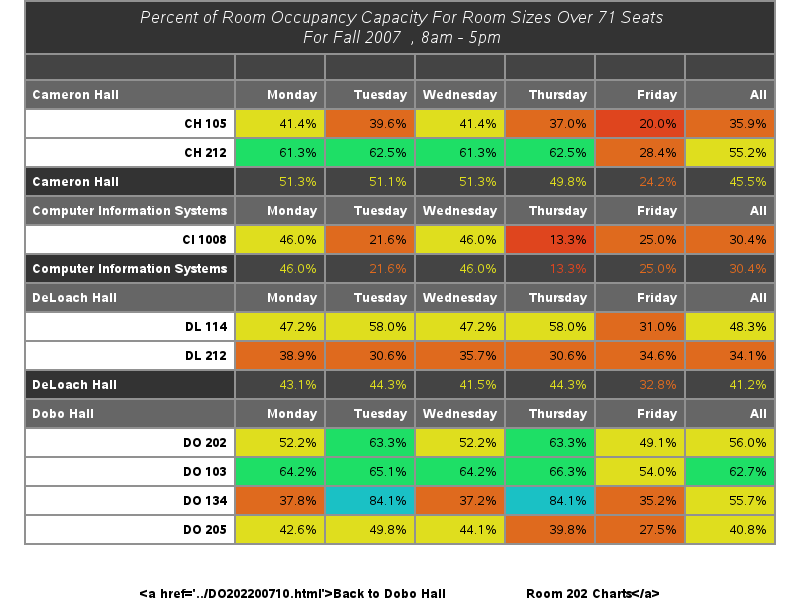 Percent of Room Occupancy Capacity For Room Sizes Over 71 Seats
For Fall 2007 , 8am - 5pm
Cameron Hall Monday Tuesday Wednesday Thursday Friday All
CH 105 41.4% 39.6% 41.4% 37.0% 20.0% 35.9%
CH 212 61.3% 62.5% 61.3% 62.5% 28.4% 55.2%
Cameron Hall 51.3% 51.1% 51.3% 49.8% 24.2% 45.5%
Computer Information Systems Monday Tuesday Wednesday Thursday Friday All
CI 1008 46.0% 21.6% 46.0% 13.3% 25.0% 30.4%
Computer Information Systems 46.0% 21.6% 46.0% 13.3% 25.0% 30.4%
DeLoach Hall Monday Tuesday Wednesday Thursday Friday All
DL 114 47.2% 58.0% 47.2% 58.0% 31.0% 48.3%
DL 212 38.9% 30.6% 35.7% 30.6% 34.6% 34.1%
DeLoach Hall 43.1% 44.3% 41.5% 44.3% 32.8% 41.2%
Dobo Hall Monday Tuesday Wednesday Thursday Friday All
DO 202 52.2% 63.3% 52.2% 63.3% 49.1% 56.0%
DO 103 64.2% 65.1% 64.2% 66.3% 54.0% 62.7%
DO 134 37.8% 84.1% 37.2% 84.1% 35.2% 55.7%
DO 205 42.6% 49.8% 44.1% 39.8% 27.5% 40.8%
<a href='../DO202200710.html'>Back to Dobo Hall Room 202 Charts</a>